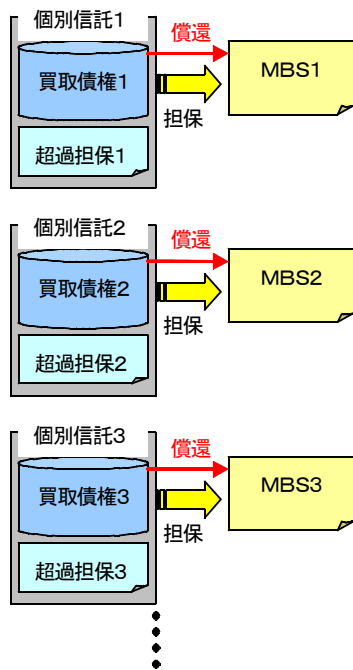 個別信託1
償還
買取債権1
MBS1
担保
超過担保1
個別信託2
償還
買取債権2
MBS2
担保
超過担保2
個別信託3
償還
買取債権3
MBS3
担保
超過担保3